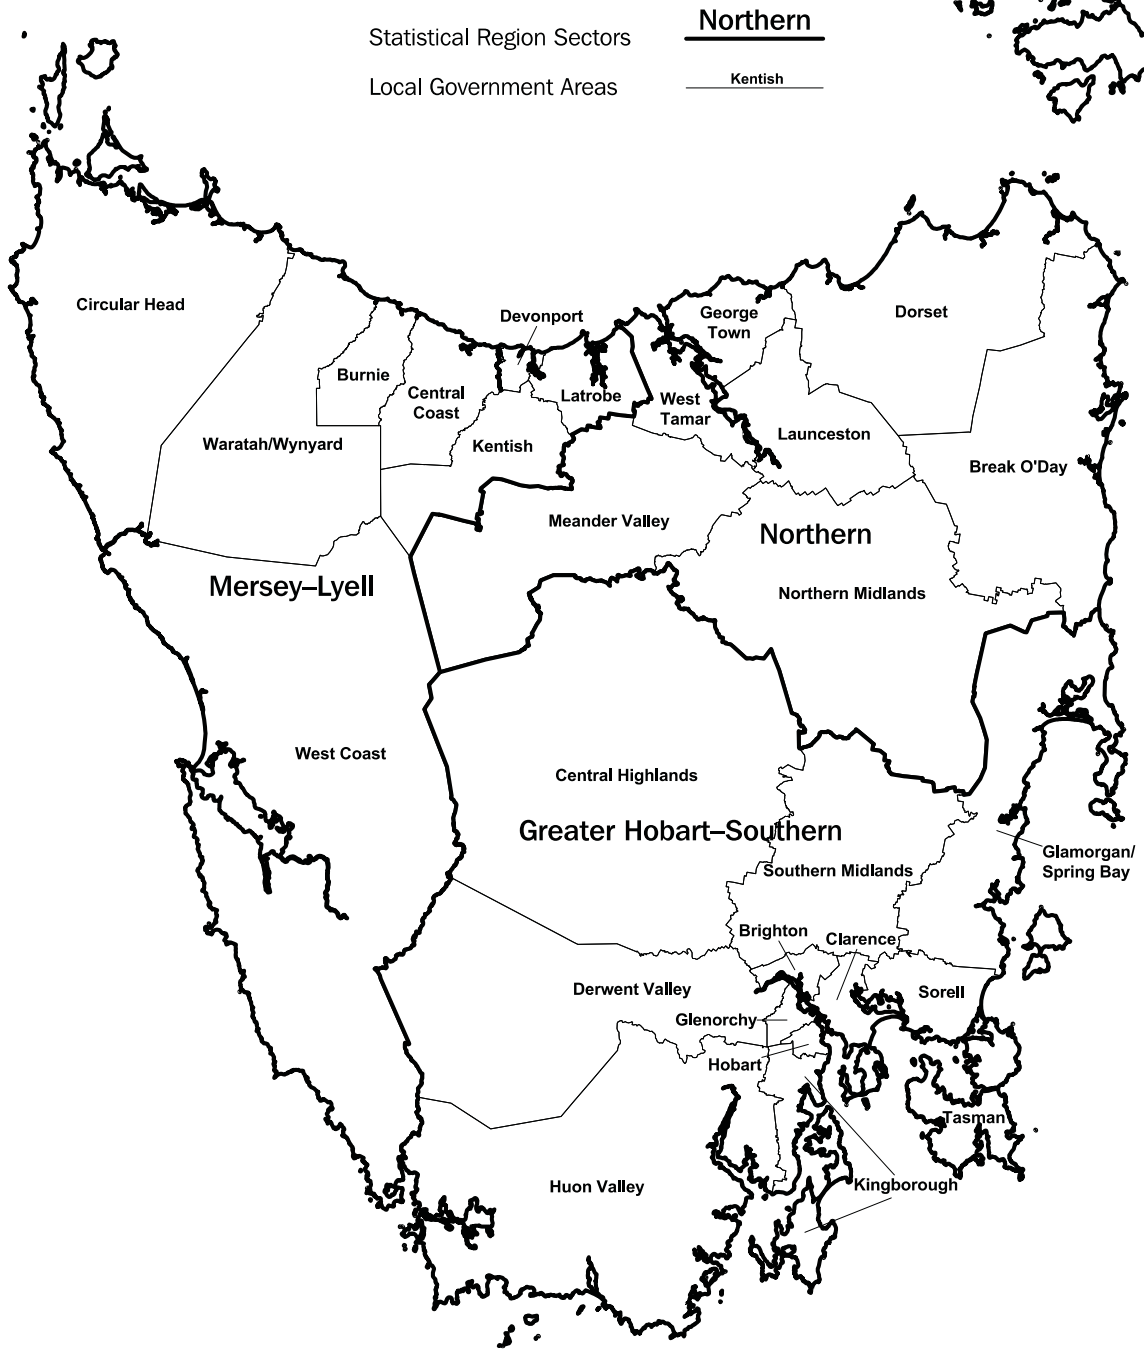 Northern
Statistical Region Sectors
Local Government Areas
Kentish
Circular Head
Devonport
George
Town
Dorset
Burnie
Central
Coast
Latrobe
West
Tamar
Waratah/Wynyard
Kentish
Launceston
Break O'Day
Meander Valley
Northern
Mersey–Lyell
Northern Midlands
West Coast
Central Highlands
Greater Hobart–Southern
Glamorgan/
Spring Bay
Southern Midlands
Brighton
Clarence
Derwent Valley
Sorell
Glenorchy
Hobart
Tasman
Huon Valley
Kingborough